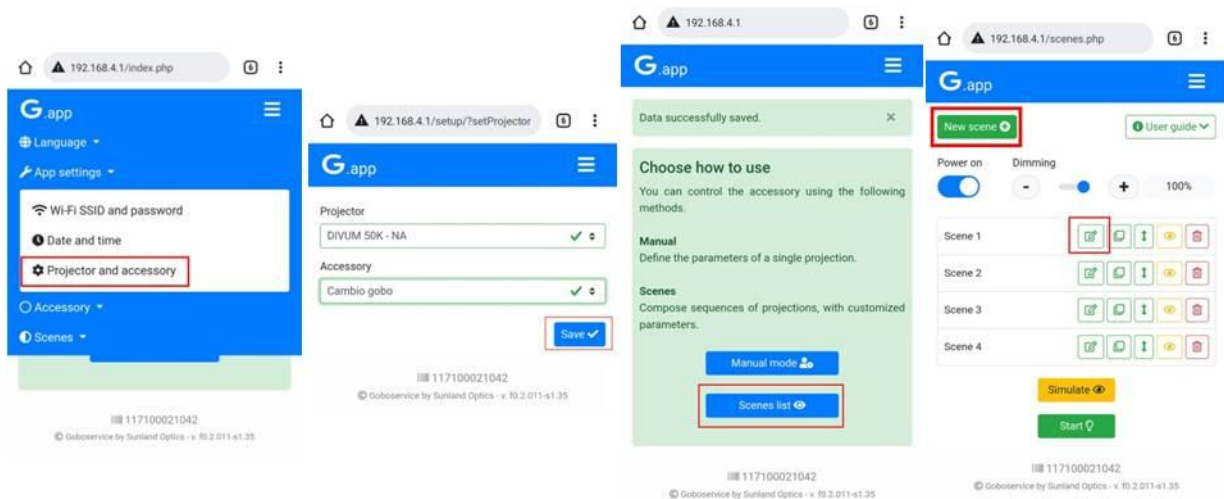 192.168.4.1/index.php
6
G.app
Language
App settings
Wi-Fi SSID and password
Date and time
Projector and accessory
Accessory
Scenes
117100021042
© Goboservice by Sunland Optics - v. f0.2.011-s1.35
192.168.4.1/setup/?setProjector
6
G.app
Projector
DIVUM 50K - NA
Accessory
Cambio gobo
Save
117100021042
© Goboservice by Sunland Optics - v. f0.2.011-s1.35
192.168.4.1
6
G.app
Data successfully saved.
Choose how to use
You can control the accessory using the following
methods.
Manual
Define the parameters of a single projection.
Scenes
Compose sequences of projections, with customized
parameters.
Manual mode
Scenes list
117100021042
© Goboservice by Sunland Optics - v. f0.2.011-s1.35
192.168.4.1/scenes.php
6
G.app
New scene
User guide
Power on
Dimming
100%
Scene 1
Scene 2
Scene 3
Scene 4
Simulate
Start
117100021042
© Goboservice by Sunland Optics - v. f0.2.011-s1.35